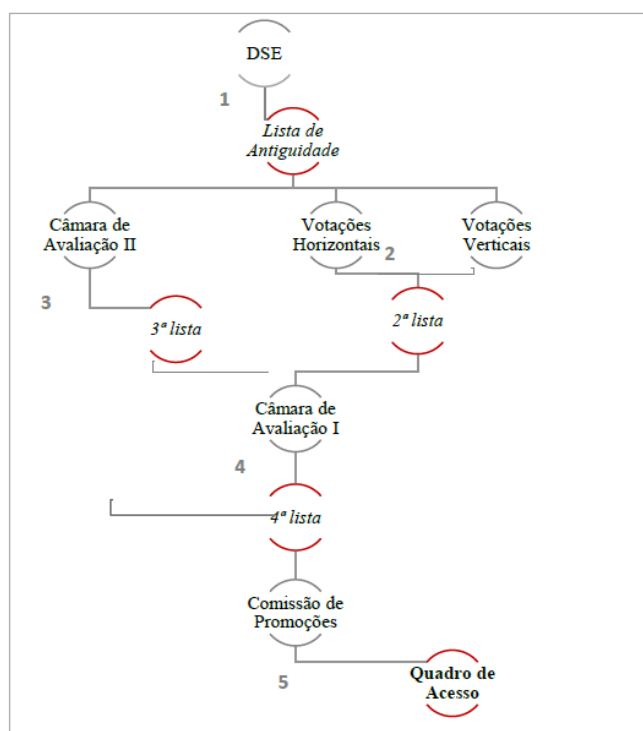 DSE
1
Lista de
Antiguidade
Câmara de
Avaliação II
Votações
Horizontais
Votações
Verticais
2
3
3ª lista
2ª lista
Câmara de
Avaliação I
4
4ª lista
Comissão de
Promoções
5
Quadro de
Acesso